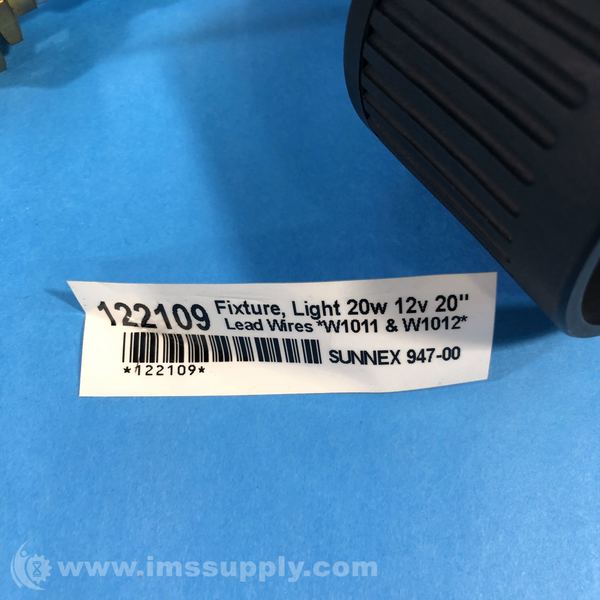 122109 Fixture, Light 20w 12v 20"
Lead Wires *W1011 & W1012*
SUNNEX 947-00
*122109*
www.imssupply.com